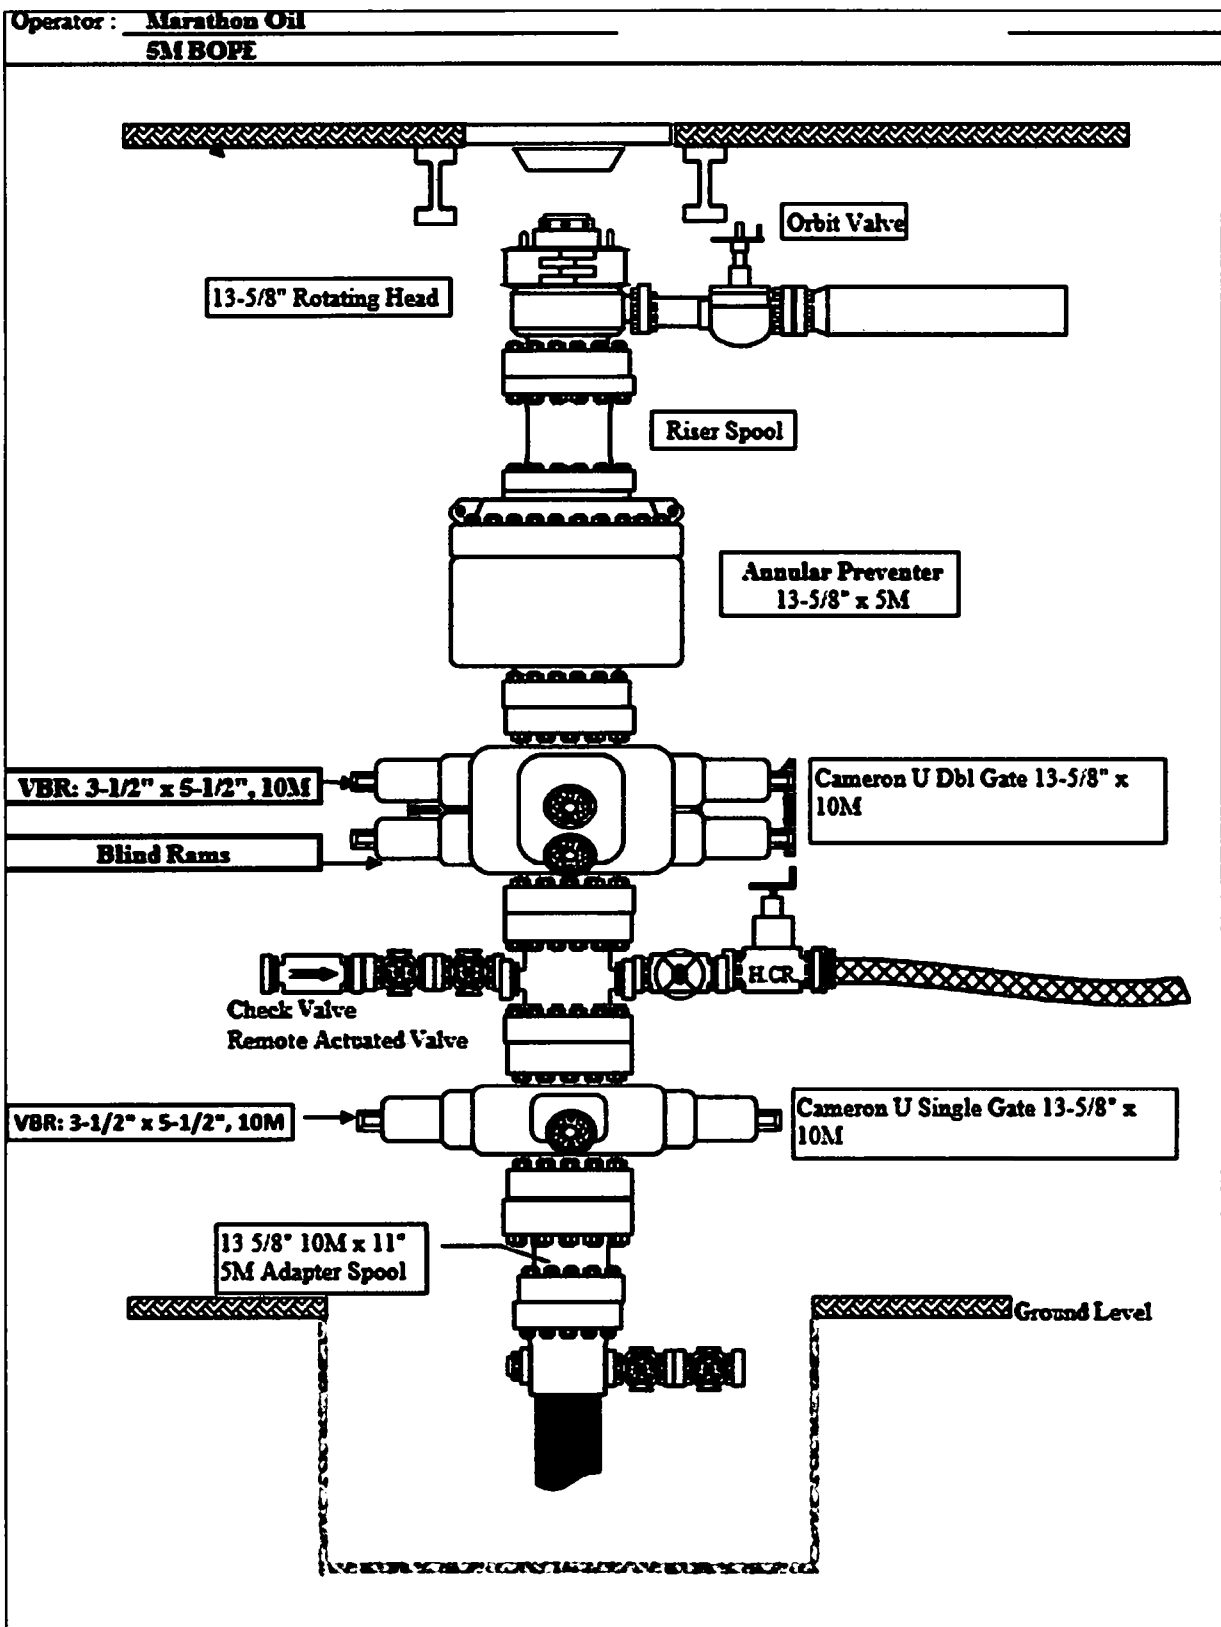 Operator : Marathon Oil
5M BOPE
Orbit Valve
13-5/8" Rotating Head
Riser Spool
Annular Preventer
13-5/8" x 5M
VBR: 3-1/2" x 5-1/2", 10M
Cameron U Dbl Gate 13-5/8" x
10M
Blind Rams
H.CR.
Check Valve
Remote Actuated Valve
VBR: 3-1/2" x 5-1/2", 10M
Cameron U Single Gate 13-5/8" x
10M
13 5/8" 10M x 11"
5M Adapter Spool
Ground Level